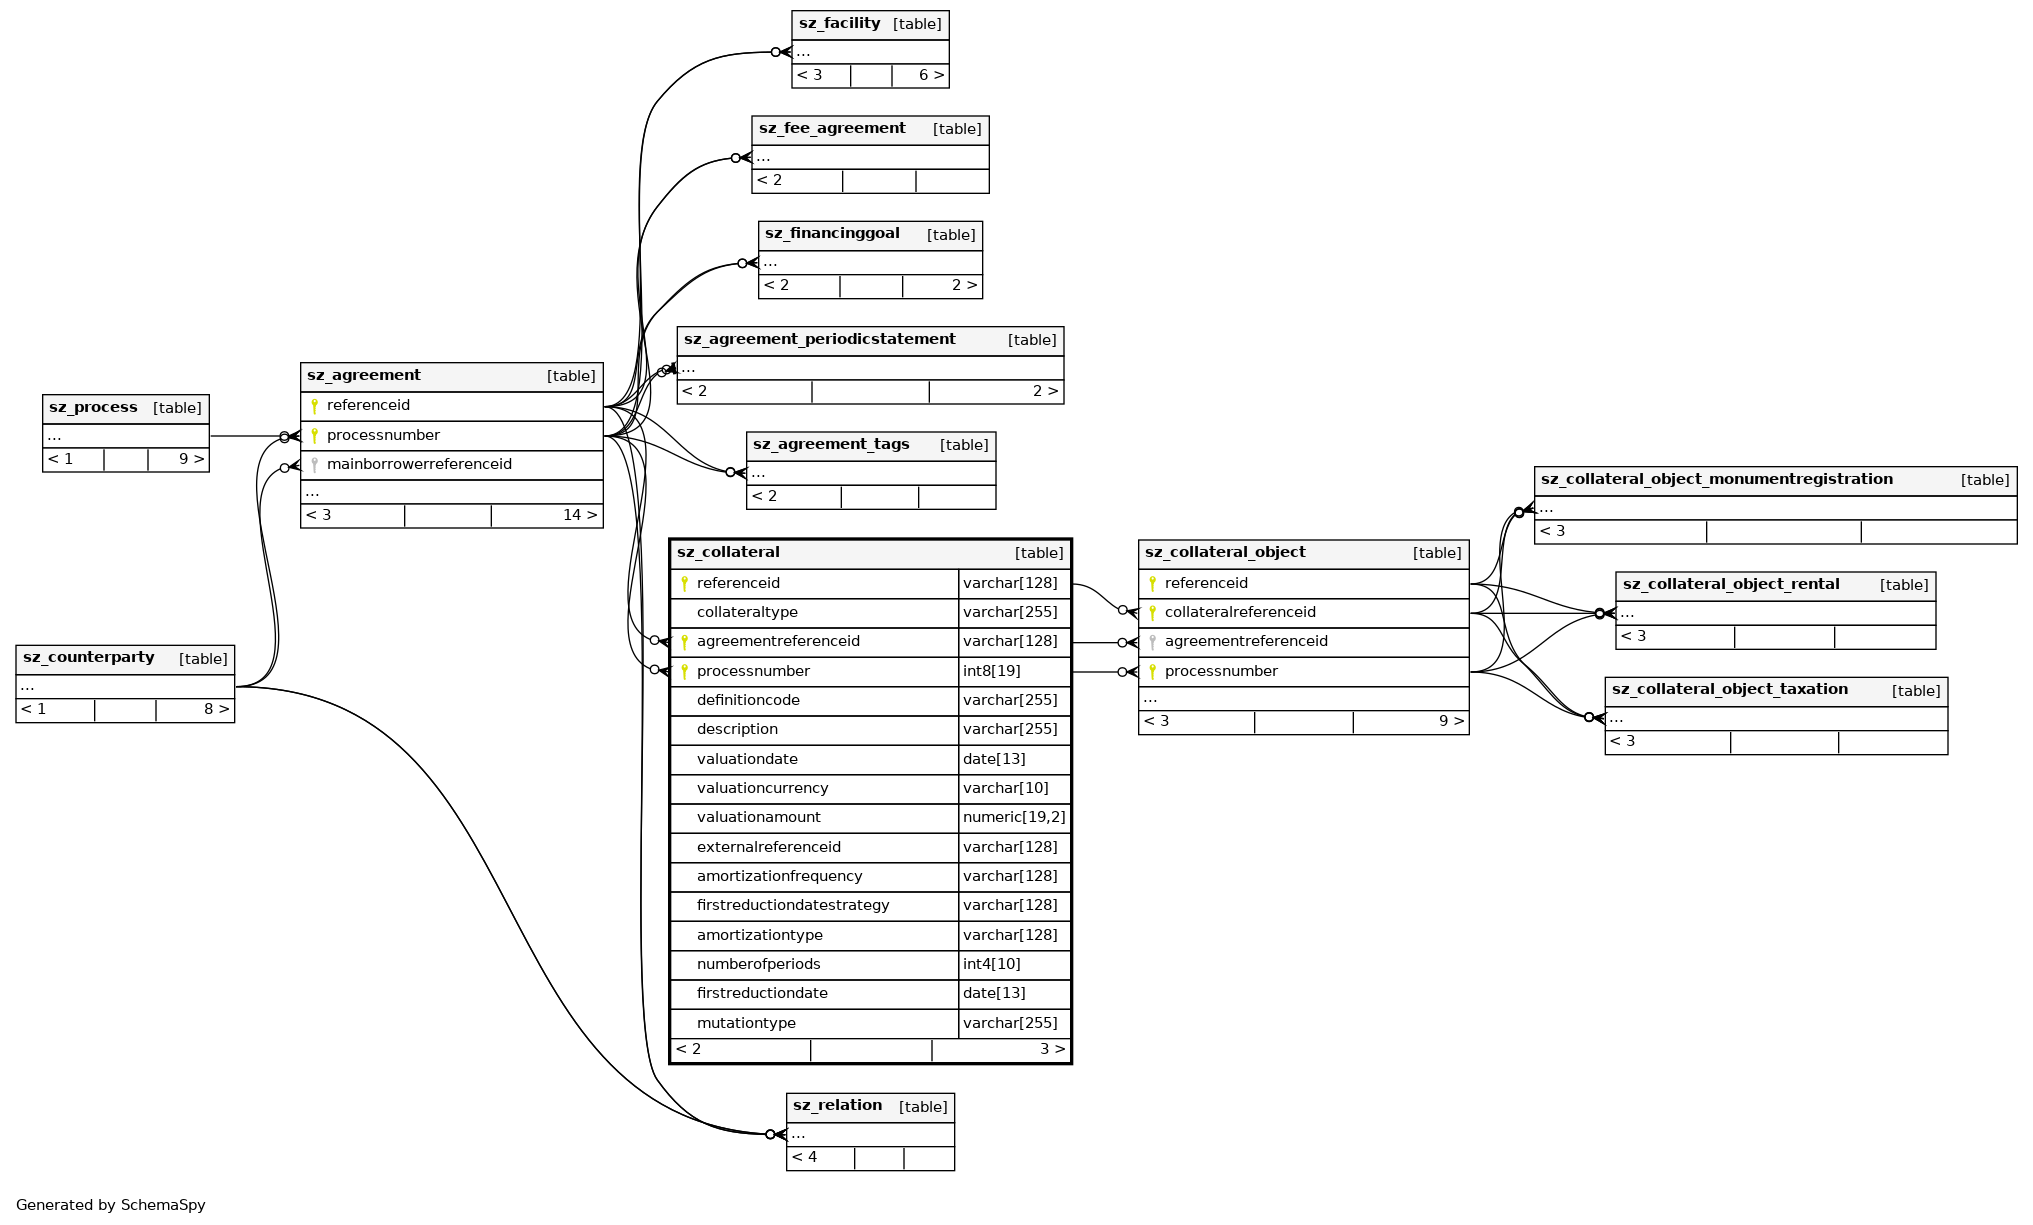 sz_facility [table]
...
< 3 6 >
sz_fee_agreement [table]
...
< 2
sz_financinggoal [table]
...
< 2 2 >
sz_agreement_periodicstatement [table]
...
< 2 2 >
sz_agreement_tags [table]
...
< 2
sz_process [table]
...
< 1 9 >
sz_agreement [table]
referenceid
processnumber
mainborrowerreferenceid
...
< 3 14 >
sz_counterparty [table]
...
< 1 8 >
sz_collateral [table]
referenceid varchar[128]
collateraltype varchar[255]
agreementreferenceid varchar[128]
processnumber int8[19]
definitioncode varchar[255]
description varchar[255]
valuationdate date[13]
valuationcurrency varchar[10]
valuationamount numeric[19,2]
externalreferenceid varchar[128]
amortizationfrequency varchar[128]
firstreductiondatestrategy varchar[128]
amortizationtype varchar[128]
numberofperiods int4[10]
firstreductiondate date[13]
mutationtype varchar[255]
< 2 3 >
sz_collateral_object [table]
referenceid
collateralreferenceid
agreementreferenceid
processnumber
...
< 3 9 >
sz_collateral_object_monumentregistration [table]
...
< 3
sz_collateral_object_rental [table]
...
< 3
sz_collateral_object_taxation [table]
...
< 3
sz_relation [table]
...
< 4
Generated by SchemaSpy